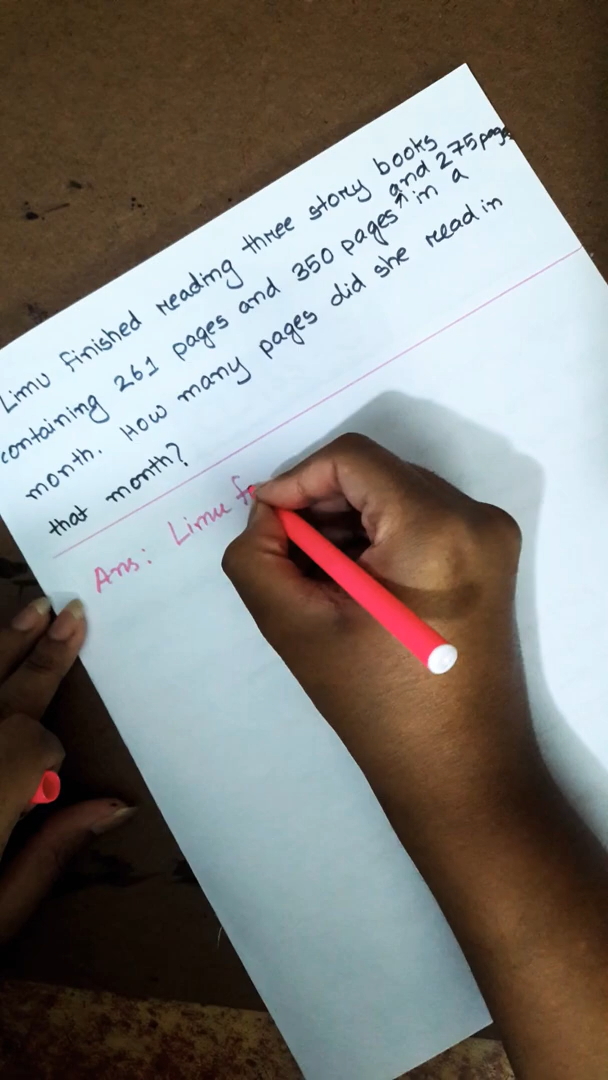 Limu finished reading three story books
containing 261 pages and 350 pages and 275 pages in a
month. How many pages did she read in
that month?
Ans: Limu